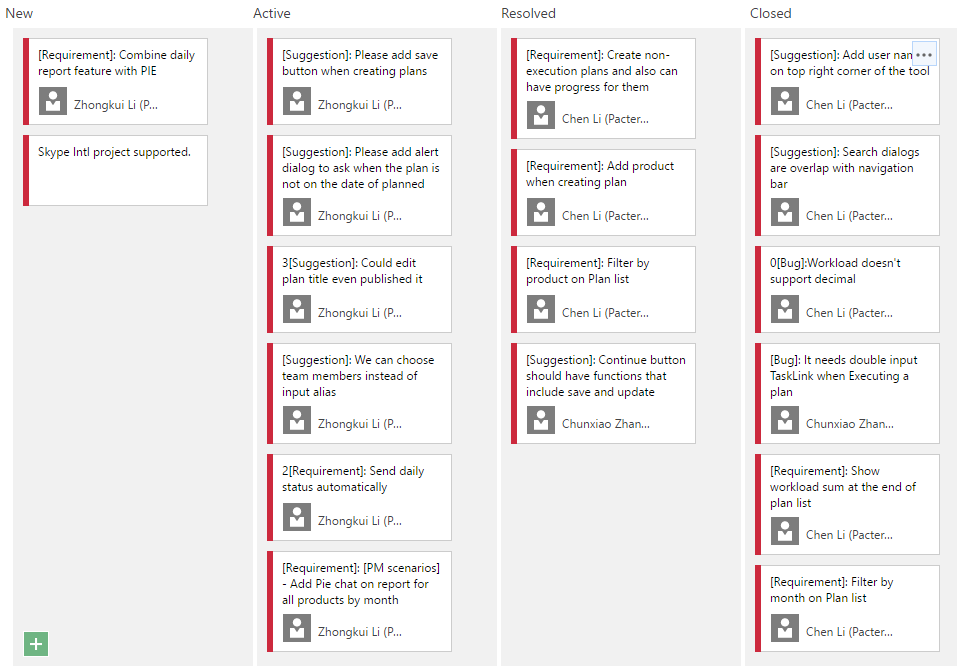 New
[Requirement]: Combine daily
report feature with PIE
Zhongkui Li (P...
Skype Intl project supported.
Active
[Suggestion]: Please add save
button when creating plans
Zhongkui Li (P...
[Suggestion]: Please add alert
dialog to ask when the plan is
not on the date of planned
Zhongkui Li (P...
3[Suggestion]: Could edit
plan title even published it
Zhongkui Li (P...
[Suggestion]: We can choose
team members instead of
input alias
Zhongkui Li (P...
2[Requirement]: Send daily
status automatically
Zhongkui Li (P...
[Requirement]: [PM scenarios]
- Add Pie chat on report for
all products by month
Zhongkui Li (P...
Resolved
[Requirement]: Create non-
execution plans and also can
have progress for them
Chen Li (Pacter...
[Requirement]: Add product
when creating plan
Chen Li (Pacter...
[Requirement]: Filter by
product on Plan list
Chen Li (Pacter...
[Suggestion]: Continue button
should have functions that
include save and update
Chunxiao Zhan...
Closed
[Suggestion]: Add user nam
on top right corner of the tool
Chen Li (Pacter...
[Suggestion]: Search dialogs
are overlap with navigation
bar
Chen Li (Pacter...
0[Bug]:Workload doesn't
support decimal
Chen Li (Pacter...
[Bug]: It needs double input
TaskLink when Executing a
plan
Chunxiao Zhan...
[Requirement]: Show
workload sum at the end of
plan list
Chen Li (Pacter...
[Requirement]: Filter by
month on Plan list
Chen Li (Pacter...